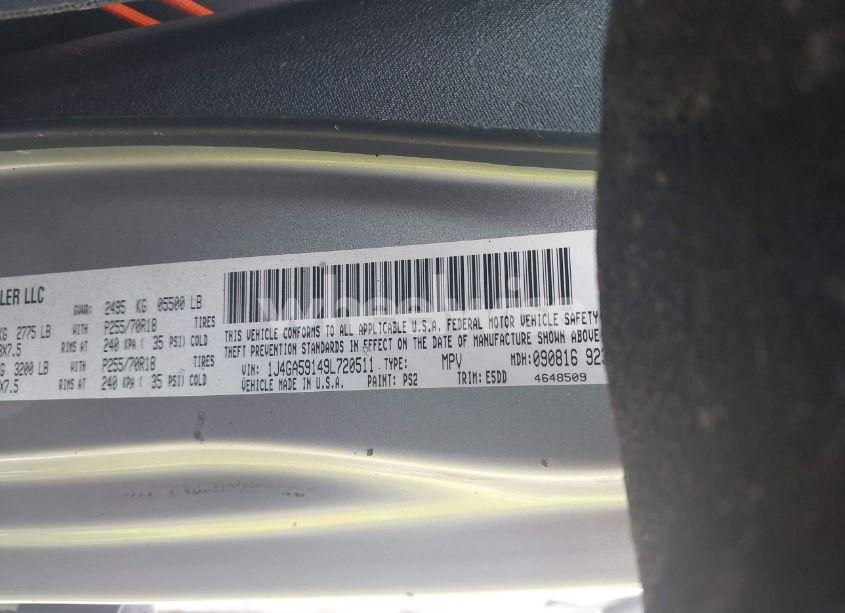 LER LLC
GVWR: 2495 KG 05500 LB
KG 2775 LB WITH P255/70R18 TIRES
X7.5 RIMS AT 240 KPA ( 35 PSI) COLD
G 3200 LB WITH P255/70R18 TIRES
X7.5 RIMS AT 240 KPA ( 35 PSI) COLD
THIS VEHICLE CONFORMS TO ALL APPLICABLE U.S.A. FEDERAL MOTOR VEHICLE SAFETY
THEFT PREVENTION STANDARDS IN EFFECT ON THE DATE OF MANUFACTURE SHOWN ABOVE
VIN: 1J4GA59149L720511 TYPE: MPV MDH: 090816 92
VEHICLE MADE IN U.S.A. PAINT: PS2 TRIM: E5DD 4648509